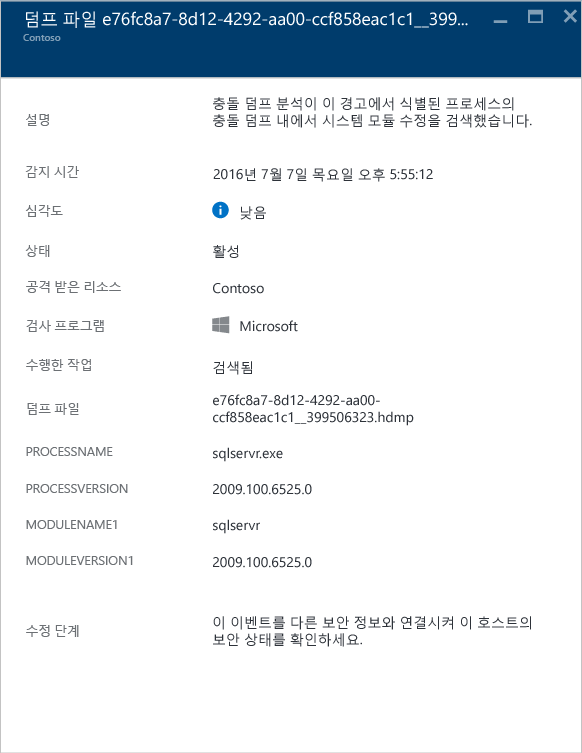 덤프 파일 e76fc8a7-8d12-4292-aa00-ccf858eac1c1__399...
Contoso
설명
충돌 덤프 분석이 이 경고에서 식별된 프로세스의
충돌 덤프 내에서 시스템 모듈 수정을 검색했습니다.
감지 시간
2016년 7월 7일 목요일 오후 5:55:12
심각도
낮음
상태
활성
공격 받은 리소스
Contoso
검사 프로그램
Microsoft
수행한 작업
검색됨
덤프 파일
e76fc8a7-8d12-4292-aa00-
ccf858eac1c1__399506323.hdmp
PROCESSNAME
sqlservr.exe
PROCESSVERSION
2009.100.6525.0
MODULENAME1
sqlservr
MODULEVERSION1
2009.100.6525.0
수정 단계
이 이벤트를 다른 보안 정보와 연결시켜 이 호스트의
보안 상태를 확인하세요.